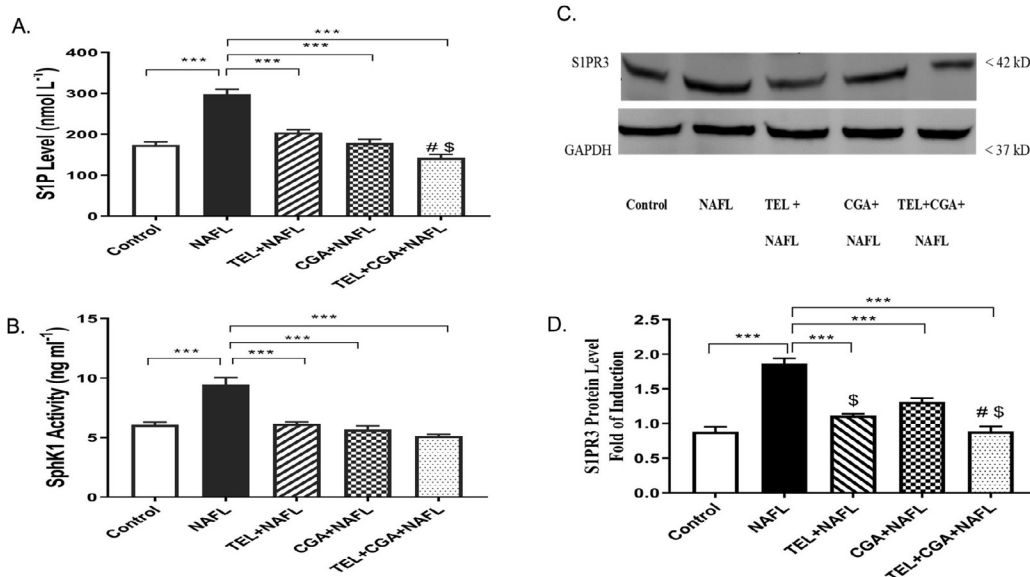 A.
S1P Level (nmol L⁻¹)
400
300
200
100
0
***
***
***
***
# $
Control
NAFL
TEL+NAFL
CGA+NAFL
TEL+CGA+NAFL
B.
SphK1 Activity (ng ml⁻¹)
15
10
5
0
***
***
***
***
Control
NAFL
TEL+NAFL
CGA+NAFL
TEL+CGA+NAFL
C.
S1PR3
< 42 kD
GAPDH
< 37 kD
Control NAFL TEL + CGA+ TEL+CGA+
NAFL NAFL NAFL
D.
S1PR3 Protein Level
Fold of Induction
2.5
2.0
1.5
1.0
0.5
0.0
***
***
***
***
$
# $
Control
NAFL
TEL+NAFL
CGA+NAFL
TEL+CGA+NAFL